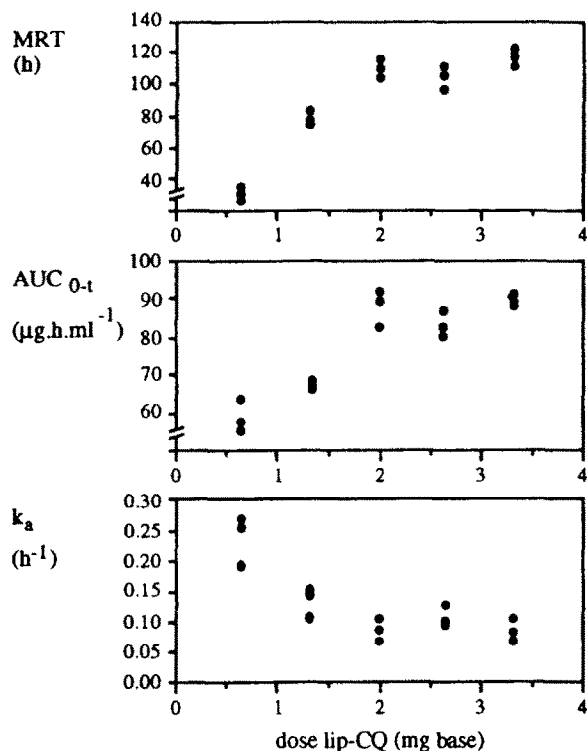 MRT
(h)
140
120
100
80
60
40
0 1 2 3 4
AUC 0-t
(µg.h.ml -1)
100
90
80
70
60
0 1 2 3 4
ka
(h-1)
0.30
0.25
0.20
0.15
0.10
0.05
0.00
0 1 2 3 4
dose lip-CQ (mg base)